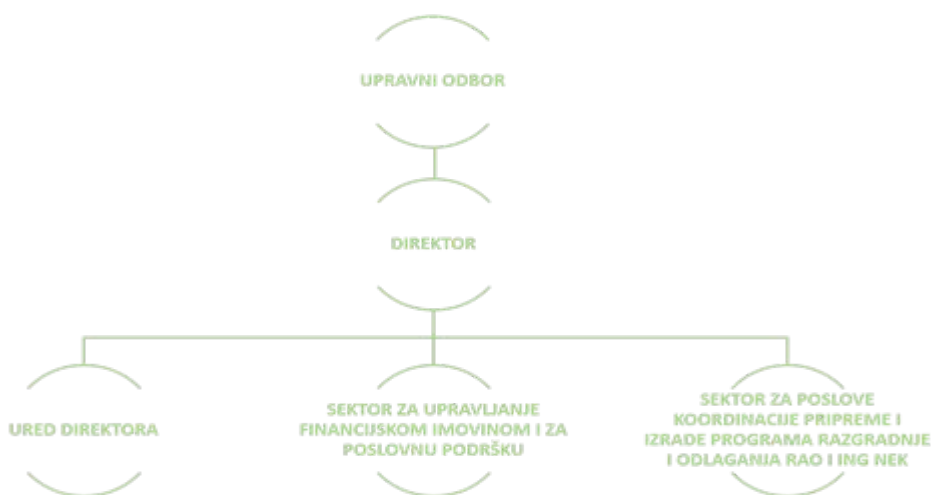 UPRAVNI ODBOR
DIREKTOR
URED DIREKTORA
SEKTOR ZA UPRAVLJANJE
FINANCIJSKOM IMOVINOM I ZA
POSLOVNU PODRŠKU
SEKTOR ZA POSLOVE
KOORDINACIJE PRIPREME I
IZRADE PROGRAMA RAZGRADNJE
I ODLAGANJA RAO I ING NEK